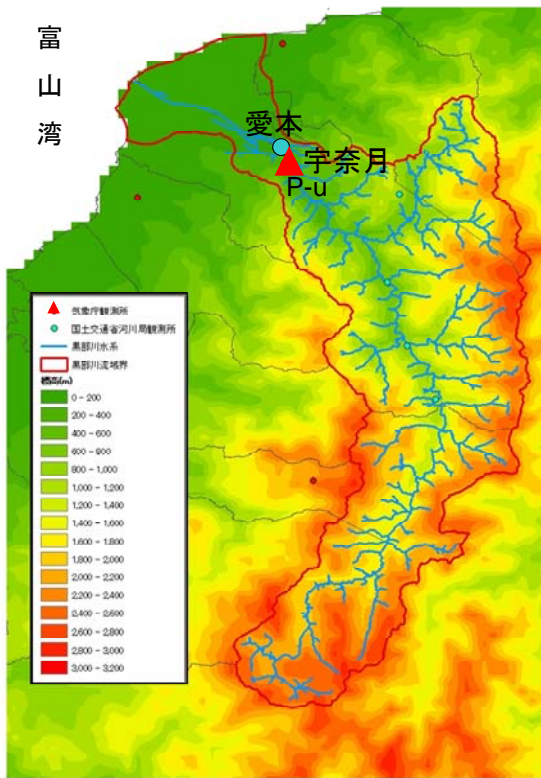 富
山
湾
愛本
宇奈月
P-u
気象庁観測所
国土交通省河川局観測所
黒部川水系
黒部川流域界
標高(m)
0 - 200
200 - 400
400 - 600
600 - 800
800 - 1,000
1,000 - 1,200
1,200 - 1,400
1,400 - 1,600
1,600 - 1,800
1,800 - 2,000
2,000 - 2,200
2,200 - 2,400
2,400 - 2,600
2,600 - 2,800
2,800 - 3,000
3,000 - 3,200